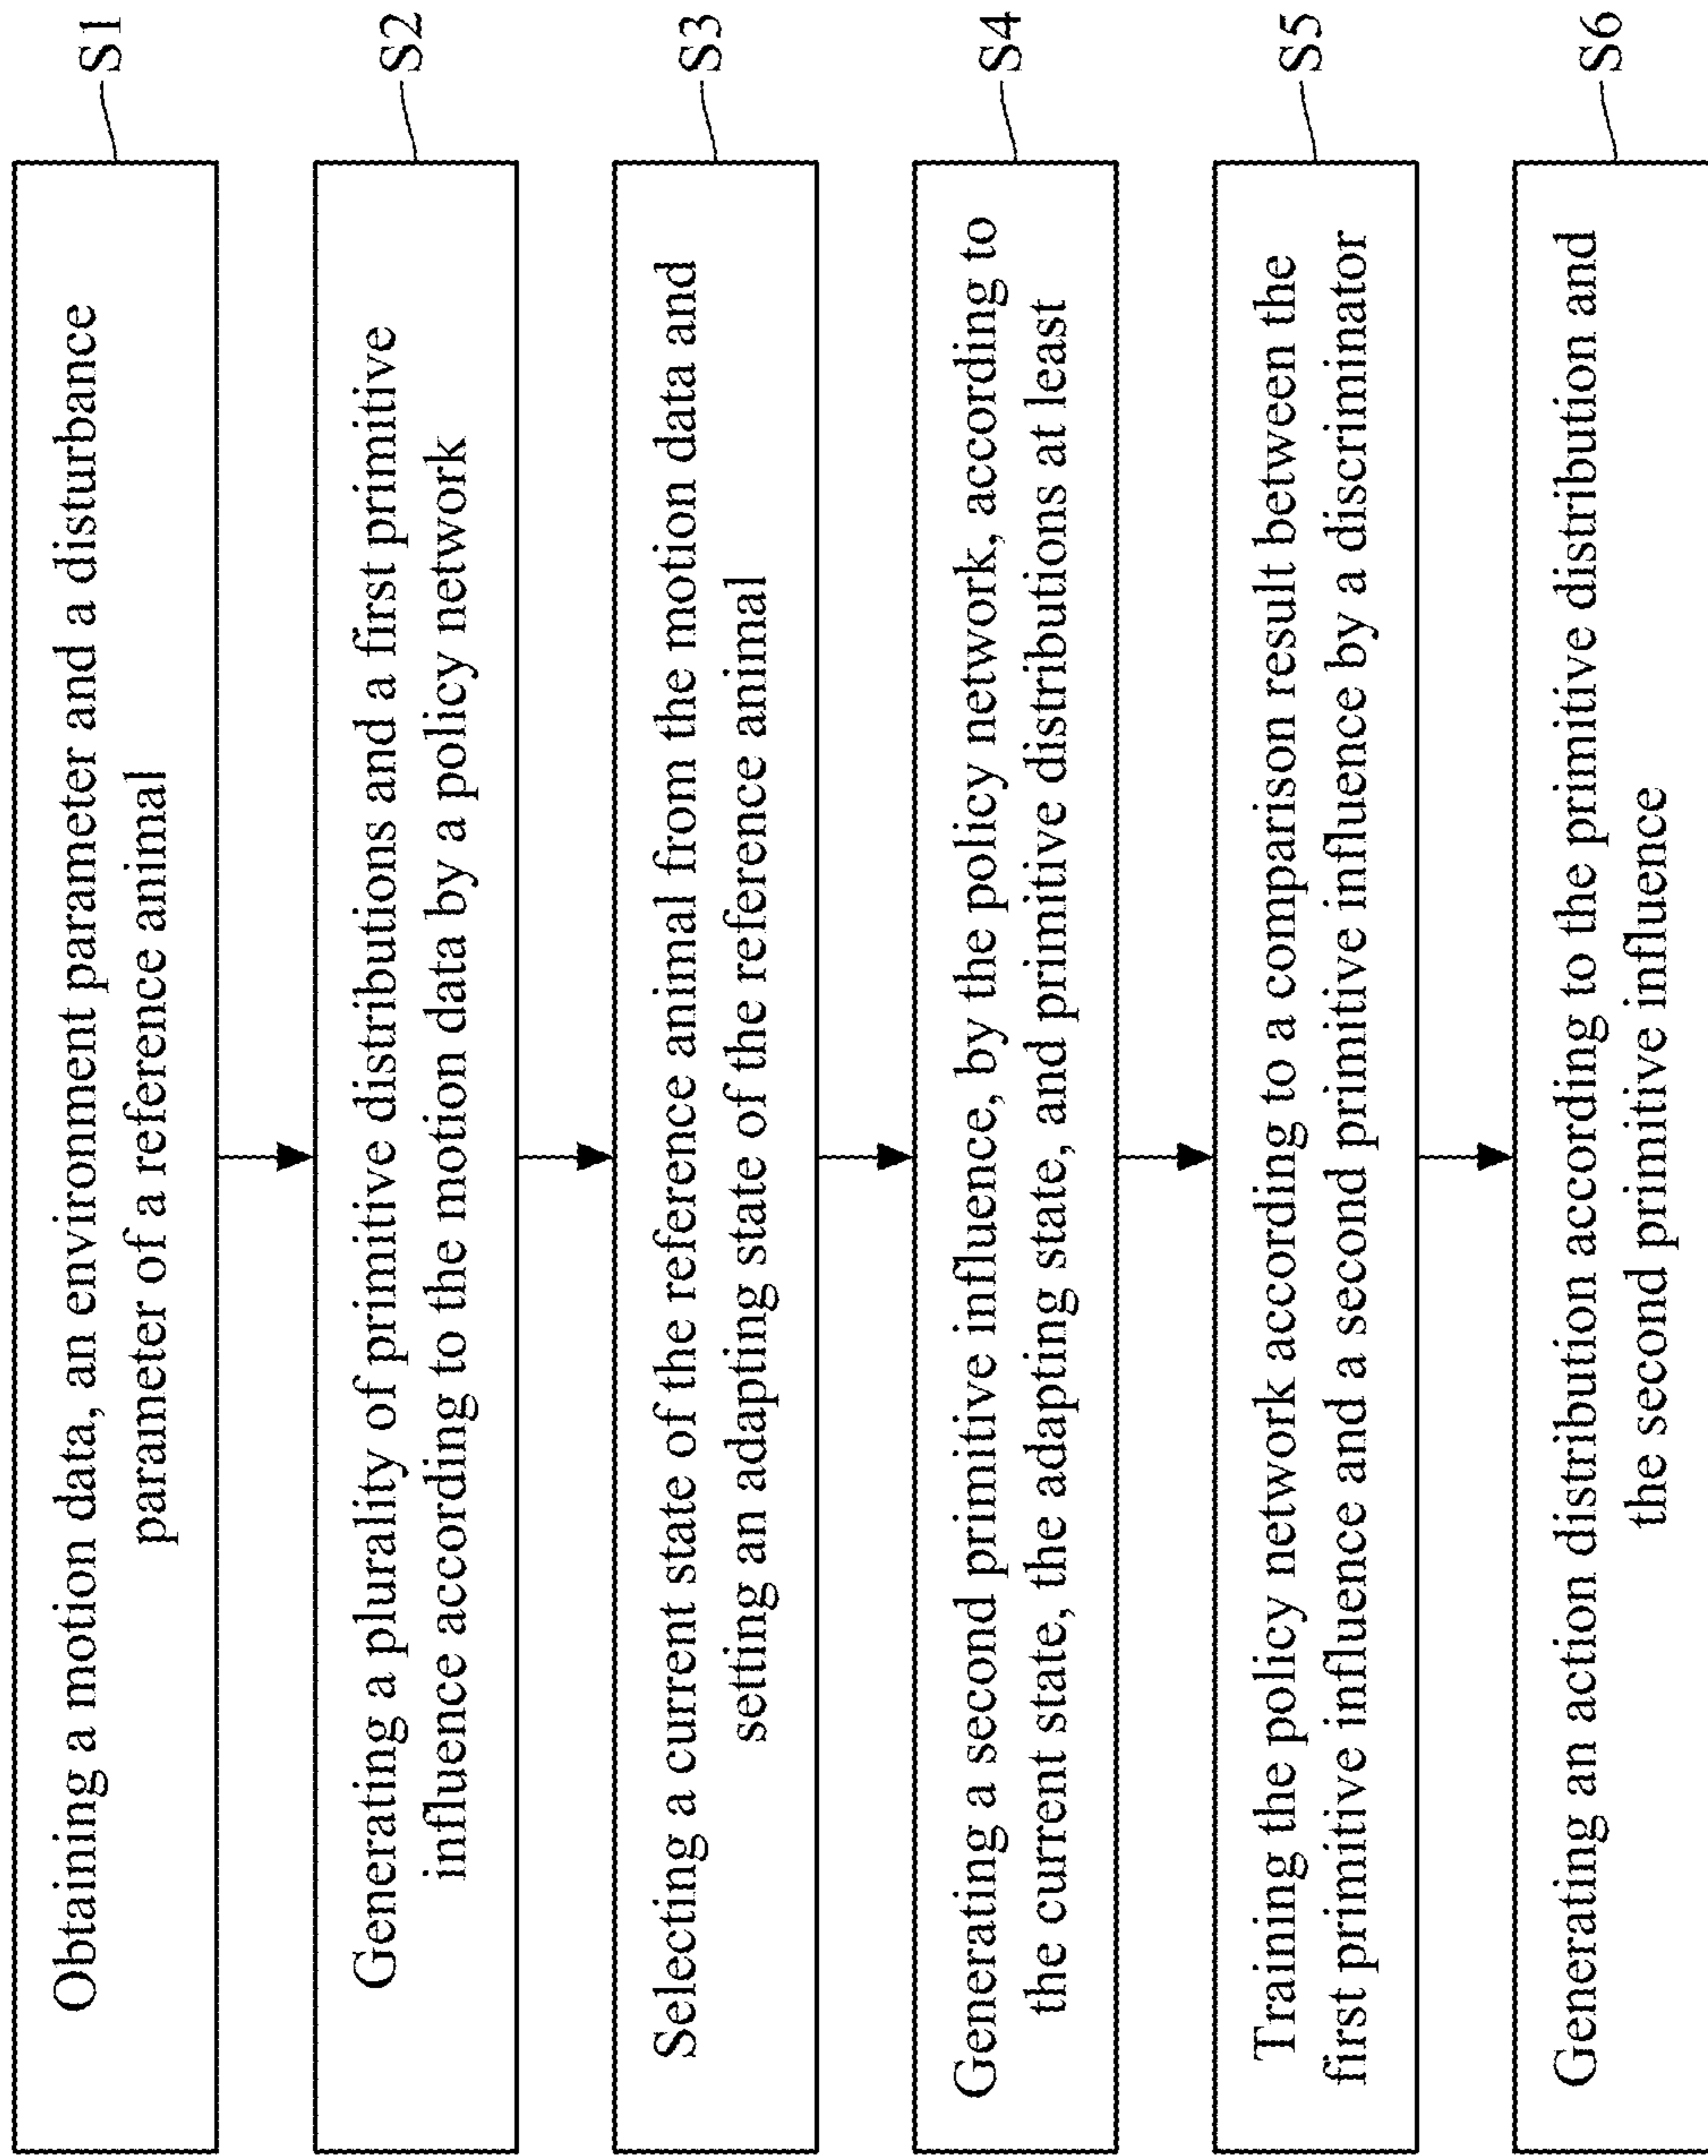 Obtaining a motion data, an environment parameter and a disturbance
parameter of a reference animal
S1
Generating a plurality of primitive distributions and a first primitive
influence according to the motion data by a policy network
S2
Selecting a current state of the reference animal from the motion data and
setting an adapting state of the reference animal
S3
Generating a second primitive influence, by the policy network, according to
the current state, the adapting state, and primitive distributions at least
S4
Training the policy network according to a comparison result between the
first primitive influence and a second primitive influence by a discriminator
S5
Generating an action distribution according to the primitive distribution and
the second primitive influence
S6